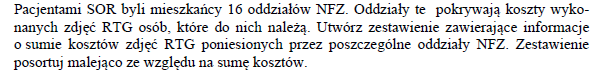 Pacjentami SOR byli mieszkańcy 16 oddziałów NFZ. Oddziały te pokrywają koszty wyko-
nanych zdjęć RTG osób, które do nich należą. Utwórz zestawienie zawierające informacje
o sumie kosztów zdjęć RTG poniesionych przez poszczególne oddziały NFZ. Zestawienie
posortuj malejąco ze względu na sumę kosztów.